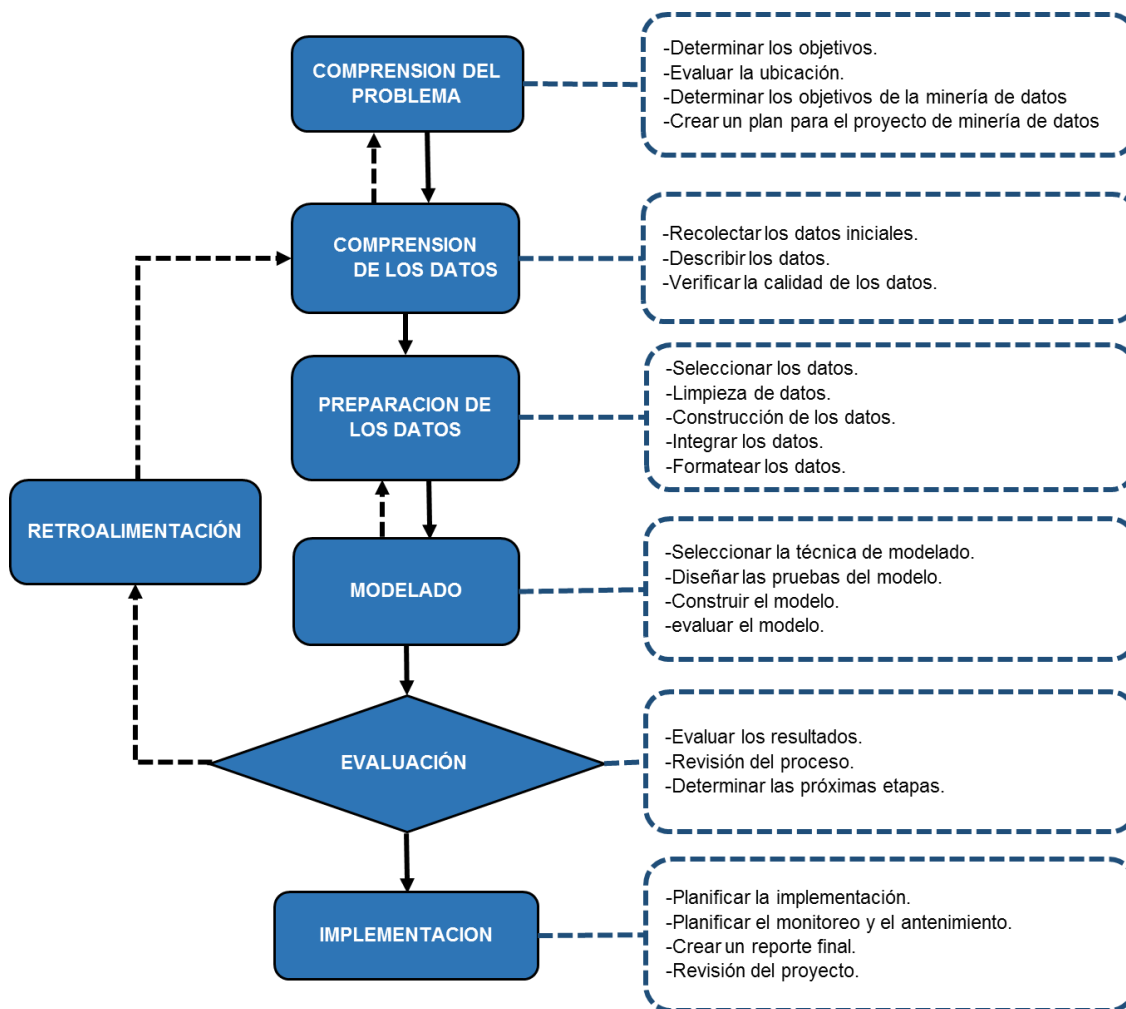 COMPRENSION DEL
PROBLEMA
-Determinar los objetivos.
-Evaluar la ubicación.
-Determinar los objetivos de la minería de datos
-Crear un plan para el proyecto de minería de datos
COMPRENSION
DE LOS DATOS
-Recolectar los datos iniciales.
-Describir los datos.
-Verificar la calidad de los datos.
PREPARACION DE
LOS DATOS
-Seleccionar los datos.
-Limpieza de datos.
-Construcción de los datos.
-Integrar los datos.
-Formatear los datos.
RETROALIMENTACIÓN
MODELADO
-Seleccionar la técnica de modelado.
-Diseñar las pruebas del modelo.
-Construir el modelo.
-evaluar el modelo.
EVALUACIÓN
-Evaluar los resultados.
-Revisión del proceso.
-Determinar las próximas etapas.
IMPLEMENTACION
-Planificar la implementación.
-Planificar el monitoreo y el antenimiento.
-Crear un reporte final.
-Revisión del proyecto.